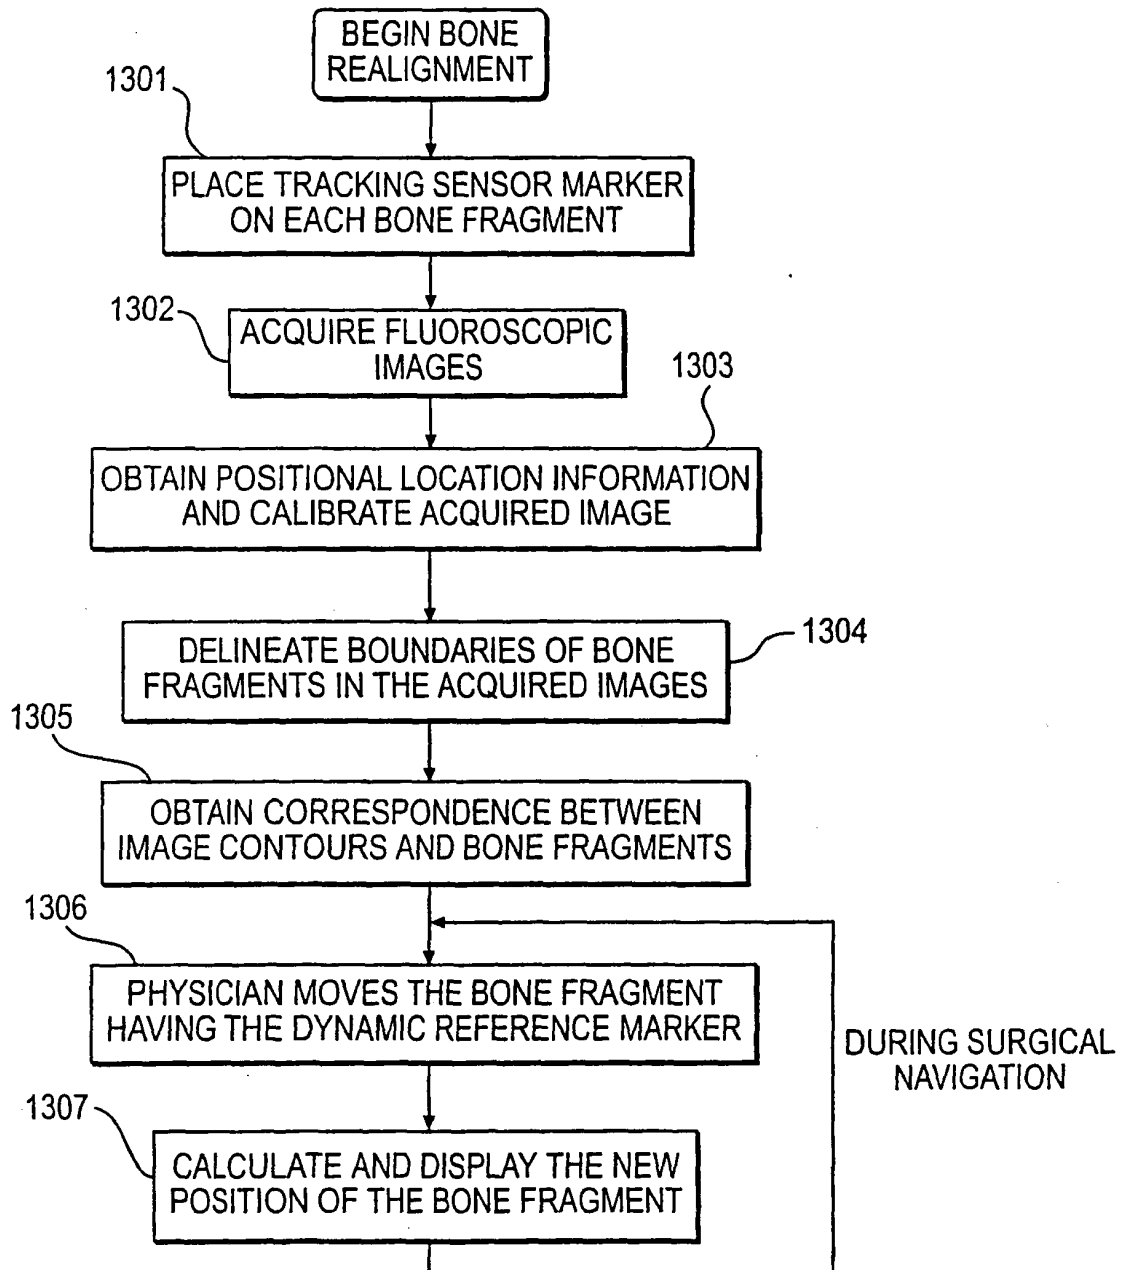 BEGIN BONE
REALIGNMENT
1301
PLACE TRACKING SENSOR MARKER
ON EACH BONE FRAGMENT
1302
ACQUIRE FLUOROSCOPIC
IMAGES
1303
OBTAIN POSITIONAL LOCATION INFORMATION
AND CALIBRATE ACQUIRED IMAGE
1304
DELINEATE BOUNDARIES OF BONE
FRAGMENTS IN THE ACQUIRED IMAGES
1305
OBTAIN CORRESPONDENCE BETWEEN
IMAGE CONTOURS AND BONE FRAGMENTS
1306
PHYSICIAN MOVES THE BONE FRAGMENT
HAVING THE DYNAMIC REFERENCE MARKER
DURING SURGICAL
NAVIGATION
1307
CALCULATE AND DISPLAY THE NEW
POSITION OF THE BONE FRAGMENT